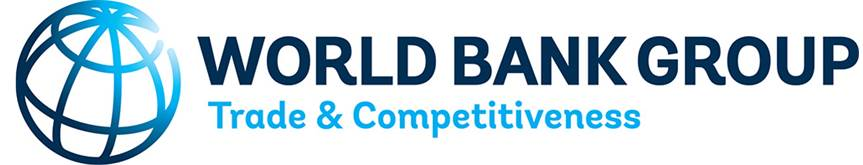 WORLD BANK GROUP
Trade & Competitiveness